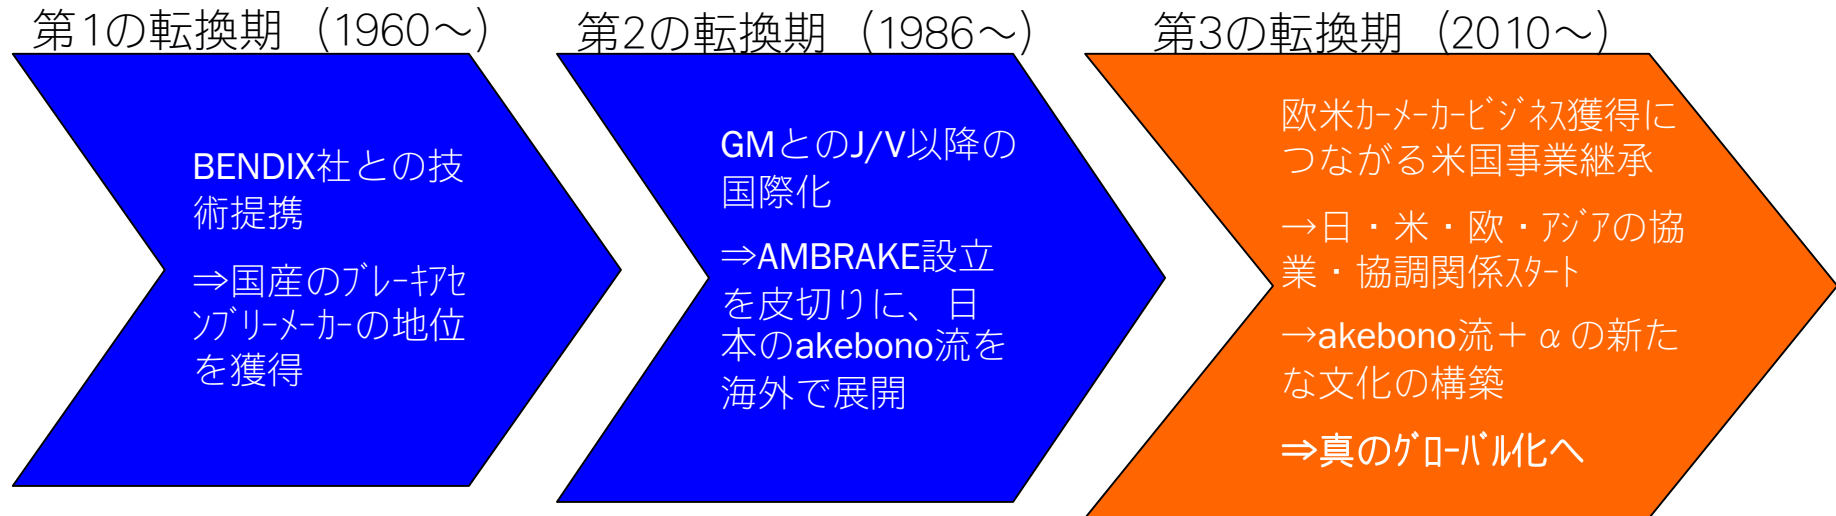 第1の転換期（1960～）
BENDIX社との技
術提携
⇒国産のﾌﾞﾚｰｷｱｾ
ﾝﾌﾞﾘｰﾒｰｶｰの地位
を獲得
第2の転換期（1986～）
GMとのJ/V以降の
国際化
⇒AMBRAKE設立
を皮切りに、日
本のakebono流を
海外で展開
第3の転換期（2010～）
欧米ｶｰﾒｰｶｰﾋﾞｼﾞﾈｽ獲得に
つながる米国事業継承
→日・米・欧・ｱｼﾞｱの協
業・協調関係ｽﾀｰﾄ
→akebono流＋αの新た
な文化の構築
⇒真のｸﾞﾛｰﾊﾞﾙ化へ